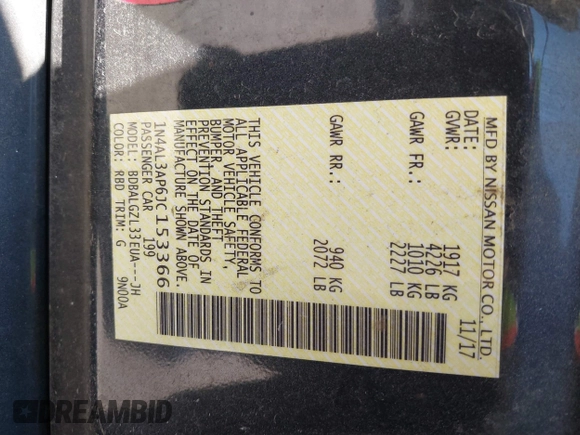 MFD BY NISSAN MOTOR CO., LTD.
DATE: 11/17
GVWR: 1917 KG
4226 LB
GAWR FR.: 1010 KG
2227 LB
GAWR RR.: 940 KG
2072 LB
THIS VEHICLE CONFORMS TO
ALL APPLICABLE FEDERAL
MOTOR VEHICLE SAFETY,
BUMPER, AND THEFT
PREVENTION STANDARDS IN
EFFECT ON THE DATE OF
MANUFACTURE SHOWN ABOVE.
1N4AL3AP6JC153366
PASSENGER CAR 199
MODEL: BDBALGZL33EUA---JH
COLOR: RBD TRIM: G 9N00A
DREAMBID